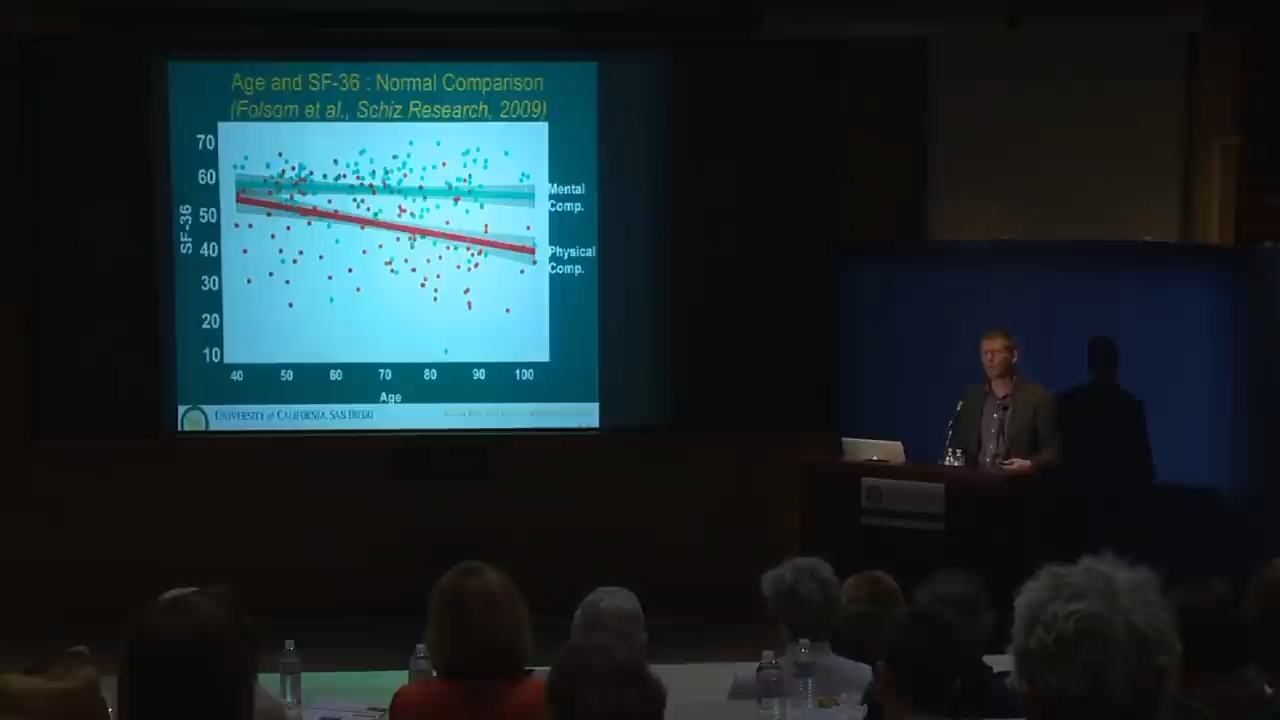 Age and SF-36 : Normal Comparison
(Folsom et al., Schiz Research, 2009)
70
60
50
40
30
20
10
SF-36
Mental
Comp.
Physical
Comp.
40 50 60 70 80 90 100
Age
UNIVERSITY of CALIFORNIA, SAN DIEGO